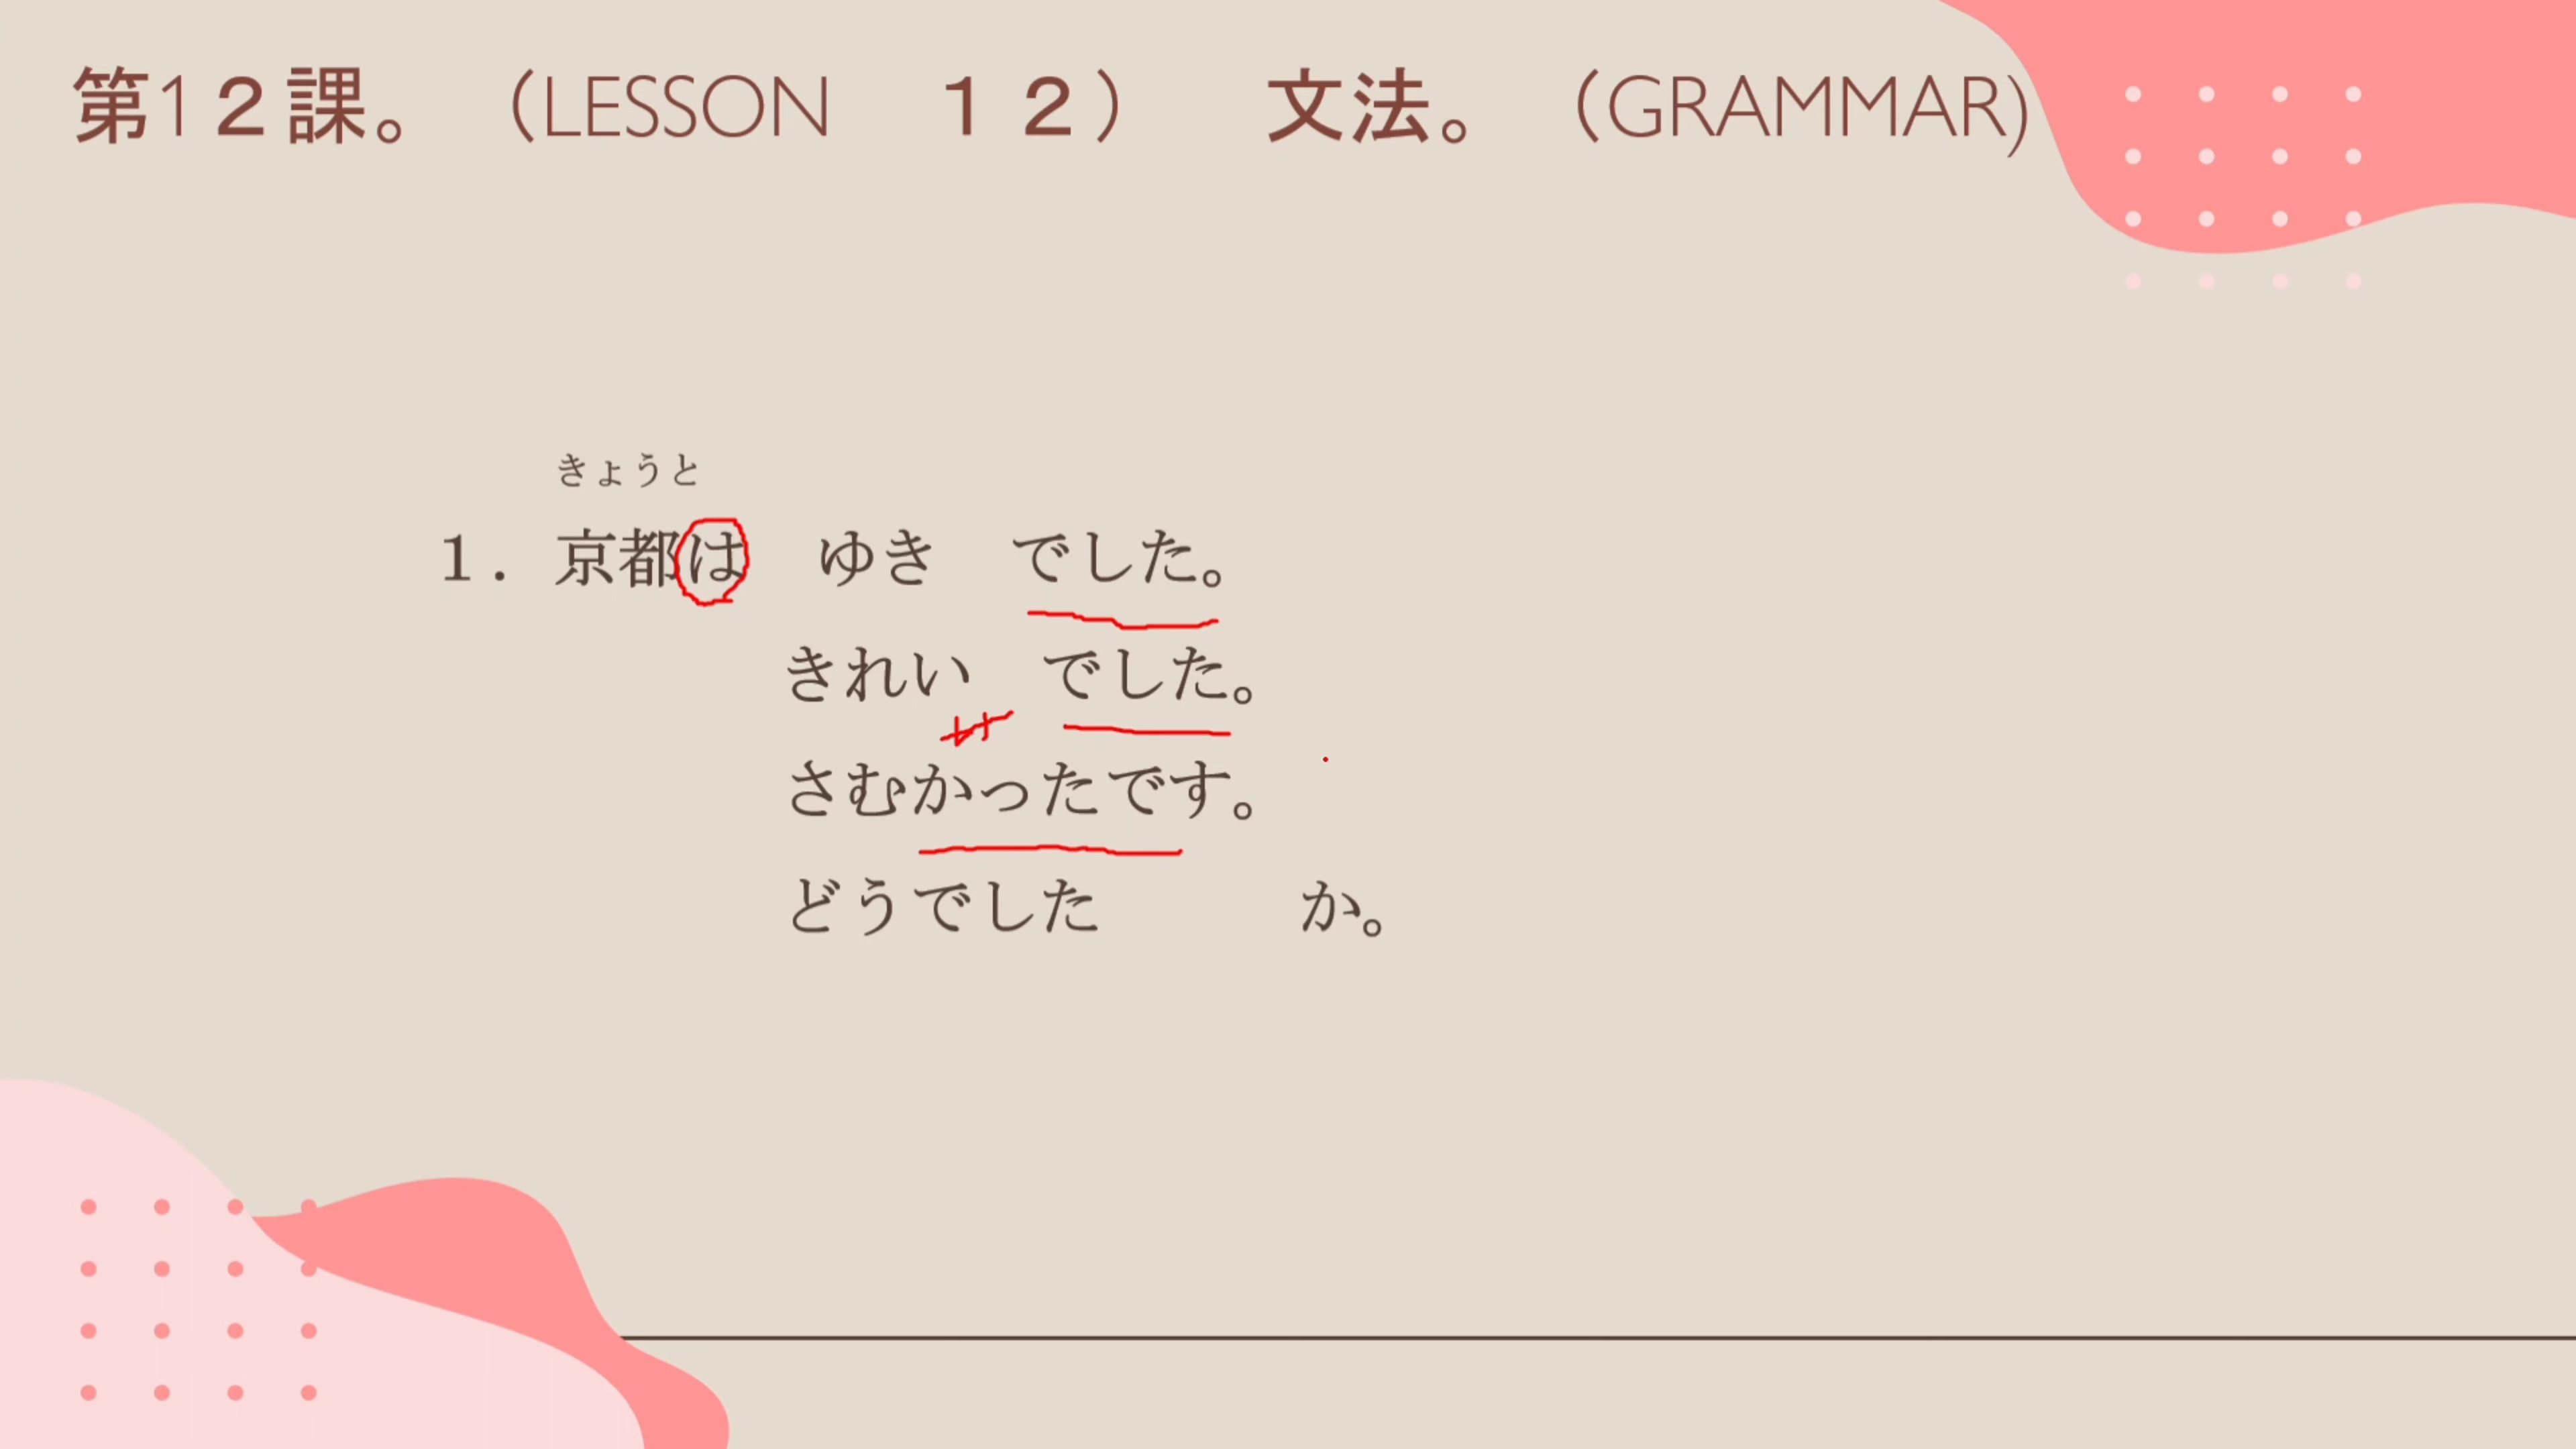 第1２課。（LESSON　１２）　文法。（GRAMMAR)
きょうと
１．京都は　ゆき　でした。
きれい　でした。
い
さむかったです。
どうでした　　　か。